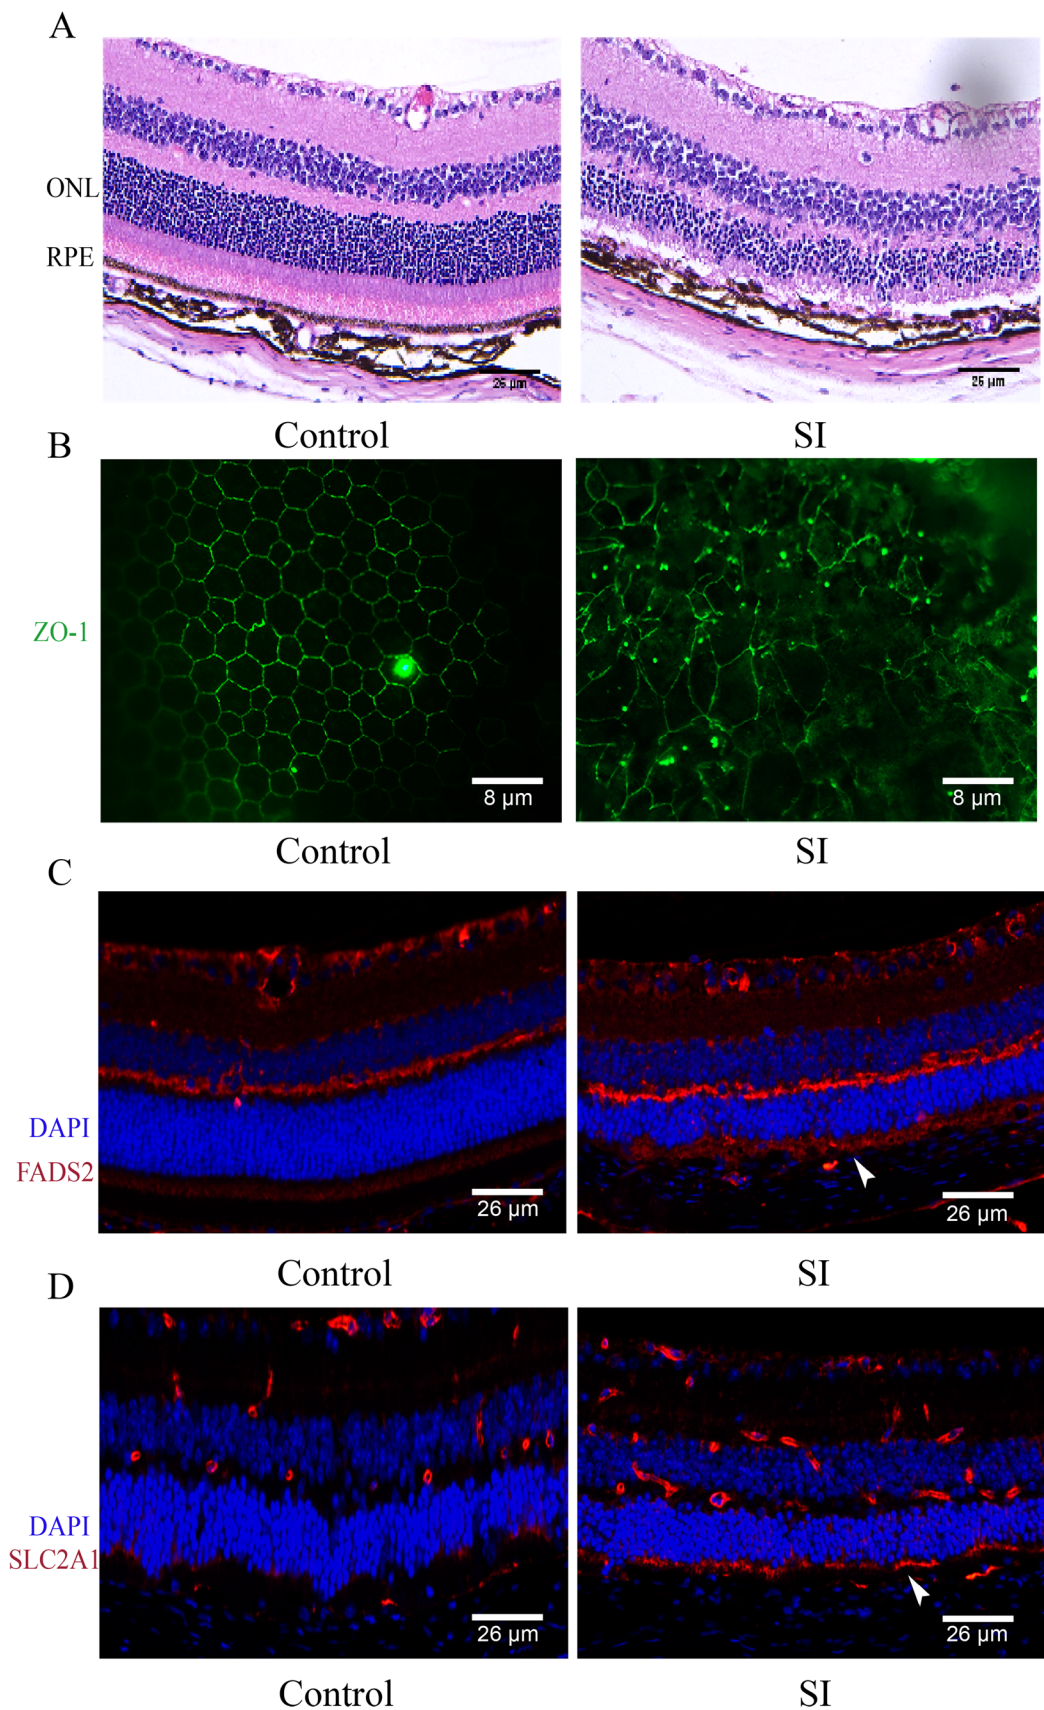 A
ONL
RPE
25 µm
25 µm
Control
SI
B
ZO-1
8 µm
8 µm
Control
SI
C
DAPI
FADS2
26 µm
26 µm
Control
SI
D
DAPI
SLC2A1
26 µm
26 µm
Control
SI